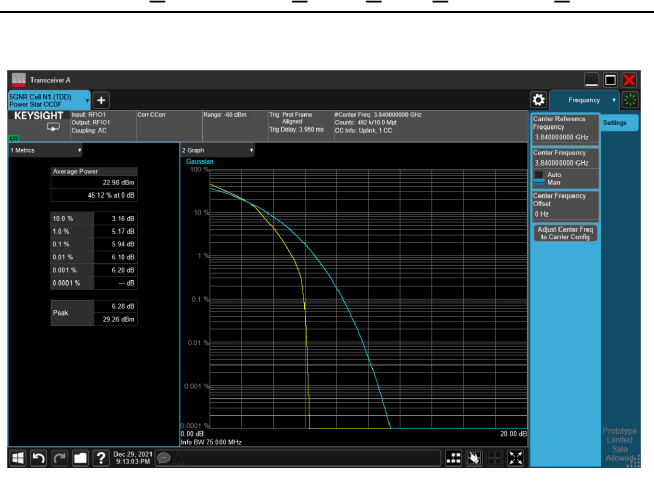 Transceiver A
5GNR Cell N1 (TDD)
Power Stat CCDF
Frequency
KEYSIGHT
Input: RFIO1
Output: RFIO1
Coupling: AC
Corr CCorr
Range: -60 dBm
Trig: Prot Frame
Aligned
Trig Delay: 3.950 ms
#Center Freq: 3.840000000 GHz
Counts: 492 k/10.0 Mpt
CC Info: Uplink, 1 CC
1 Metrics
Average Power
22.98 dBm
46.12 % at 0 dB
10.0 % 3.16 dB
1.0 % 5.17 dB
0.1 % 5.94 dB
0.01 % 6.10 dB
0.001 % 6.20 dB
0.0001 % --- dB
Peak
6.28 dB
29.26 dBm
2 Graph
Gaussian
100 %
10 %
1 %
0.1 %
0.01 %
0.001 %
0.0001 %
0.00 dB
20.00 dB
Info BW 75.000 MHz
Carrier Reference
Frequency
3.840000000 GHz
Center Frequency
3.840000000 GHz
Auto
Man
Center Frequency
Offset
0 Hz
Adjust Center Freq
to Carrier Config
Settings
Prototype
Limited
Sale
Allowed
Dec 29, 2021
9:13:03 PM